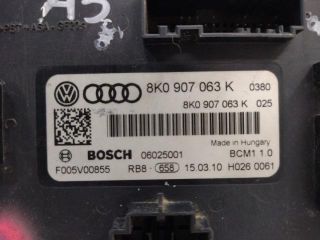 A5
8K0 907 063 K 0380
8K0 907 063 K 025
Made in Hungary
BOSCH 06025001 BCM1 1.0
F005V00855 RB8 - 658 15.03.10 H026 0061